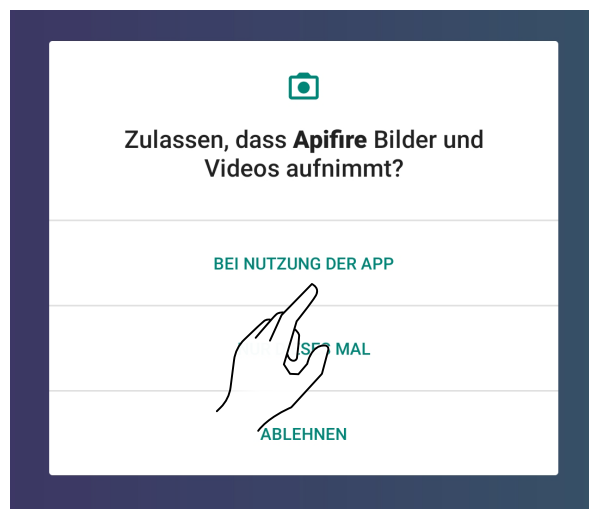 Zulassen, dass Apifire Bilder und
Videos aufnimmt?
BEI NUTZUNG DER APP
MAL
ABLEHNEN